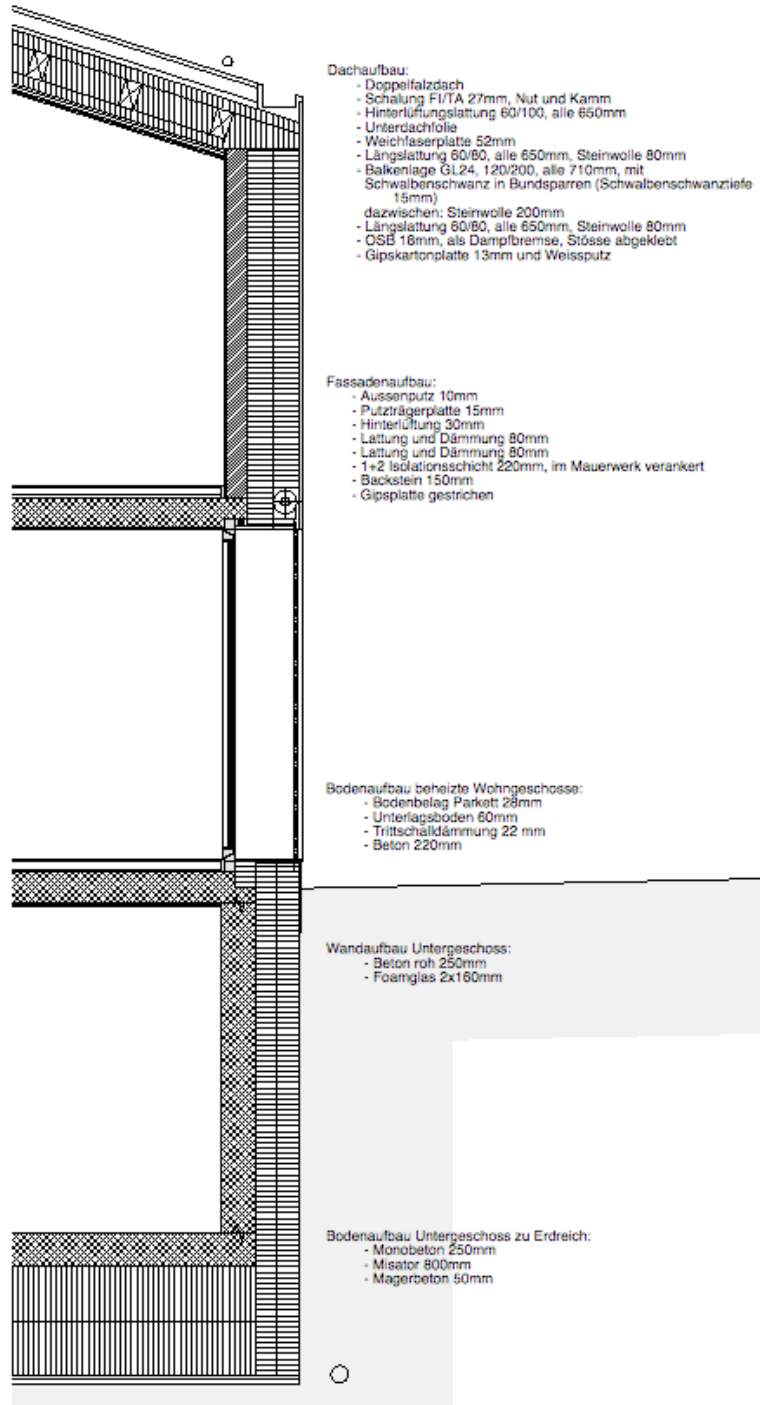 Dachaufbau:
- Doppelfalzdach
- Schalung FI/TA 27mm, Nut und Kamm
- Hinterlüftungslattung 60/100, alle 650mm
- Unterdachfolie
- Weichfaserplatte 52mm
- Längslattung 60/80, alle 650mm, Steinwolle 80mm
- Balkenlage GL24, 120/200, alle 710mm, mit
Schwalbenschwanz in Bundsparren (Schwalbenschwanztiefe
15mm)
dazwischen: Steinwolle 200mm
- Längslattung 60/80, alle 650mm, Steinwolle 80mm
- OSB 18mm, als Dampfbremse, Stösse abgeklebt
- Gipskartonplatte 13mm und Weissputz
Fassadenaufbau:
- Aussenputz 10mm
- Putzträgerplatte 15mm
- Hinterlüftung 30mm
- Lattung und Dämmung 80mm
- Lattung und Dämmung 80mm
- 1+2 Isolationsschicht 220mm, im Mauerwerk verankert
- Backstein 150mm
- Gipsplatte gestrichen
Bodenaufbau beheizte Wohngeschosse:
- Bodenbelag Parkett 28mm
- Unterlagsboden 60mm
- Trittschalldämmung 22 mm
- Beton 220mm
Wandaufbau Untergeschoss:
- Beton roh 250mm
- Foamglas 2x160mm
Bodenaufbau Untergeschoss zu Erdreich:
- Monobeton 250mm
- Misator 800mm
- Magerbeton 50mm